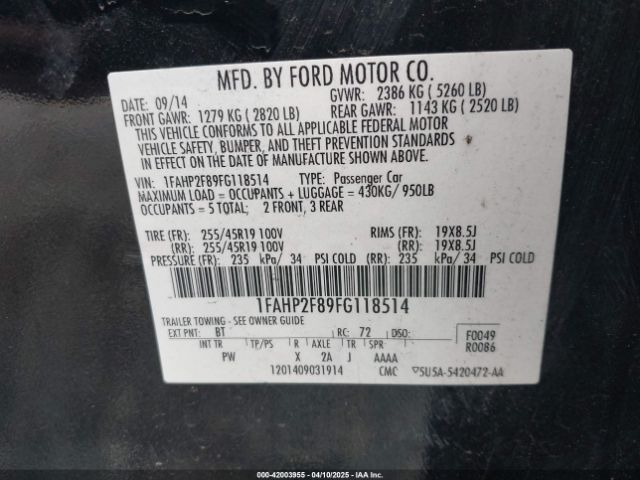 MFD. BY FORD MOTOR CO.
DATE: 09/14 GVWR: 2386 KG ( 5260 LB)
FRONT GAWR: 1279 KG ( 2820 LB) REAR GAWR: 1143 KG ( 2520 LB)
THIS VEHICLE CONFORMS TO ALL APPLICABLE FEDERAL MOTOR
VEHICLE SAFETY, BUMPER, AND THEFT PREVENTION STANDARDS
IN EFFECT ON THE DATE OF MANUFACTURE SHOWN ABOVE.
VIN: 1FAHP2F89FG118514 TYPE: Passenger Car
MAXIMUM LOAD = OCCUPANTS + LUGGAGE = 430KG/ 950LB
OCCUPANTS = 5 TOTAL; 2 FRONT, 3 REAR
TIRE (FR): 255/45R19 100V RIMS (FR): 19X8.5J
(RR): 255/45R19 100V (RR): 19X8.5J
PRESSURE (FR): 235 kPa/ 34 PSI COLD (RR): 235 kPa/ 34 PSI COLD
1FAHP2F89FG118514
TRAILER TOWING - SEE OWNER GUIDE
EXT PNT: BT RC: 72 DSO: F0049
INT TR TP/PS R AXLE TR SPR R0086
PW X 2A J AAAA
1201409031914 CMC 5U5A-5420472-AA
000-42003955 - 04/10/2025 - IAA Inc.